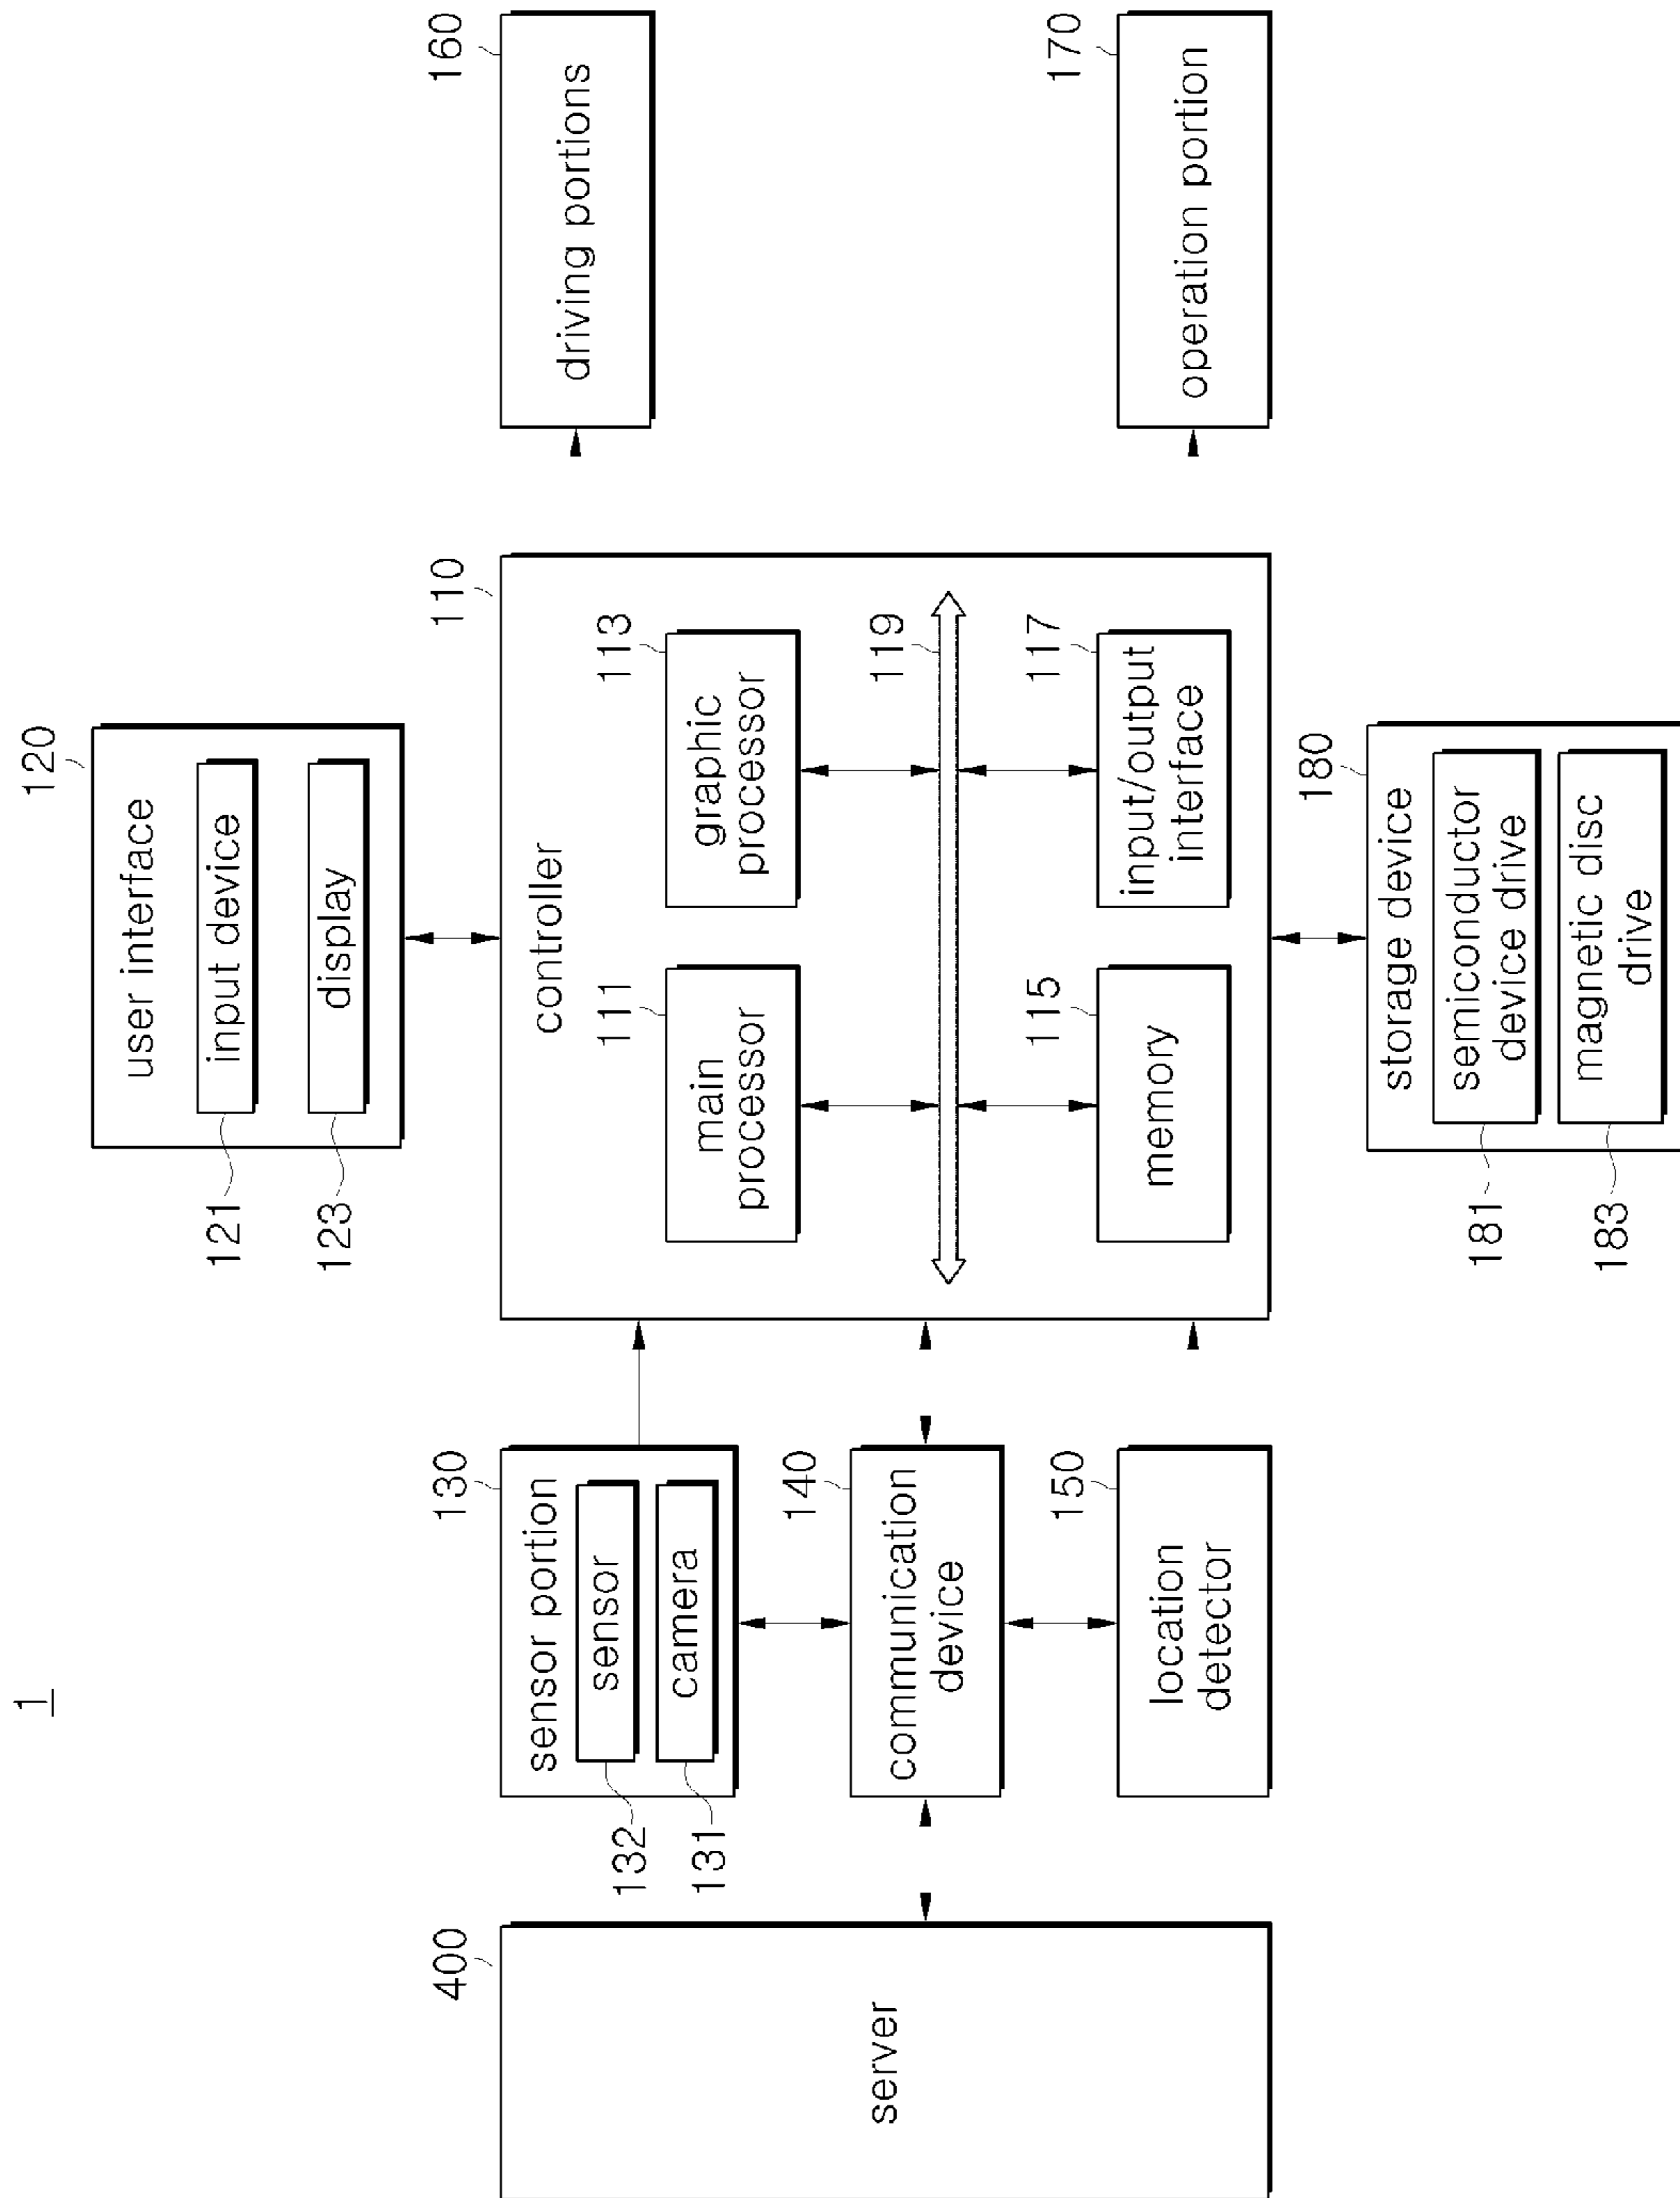 1
120
user interface
input device
121
display
123
400
server
130
sensor portion
sensor
132
camera
131
140
communication
device
150
location
detector
110
controller
111
main
processor
113
graphic
processor
119
115
memory
117
input/output
interface
160
driving portions
170
operation portion
180
storage device
semiconductor
device drive
181
magnetic disc
drive
183